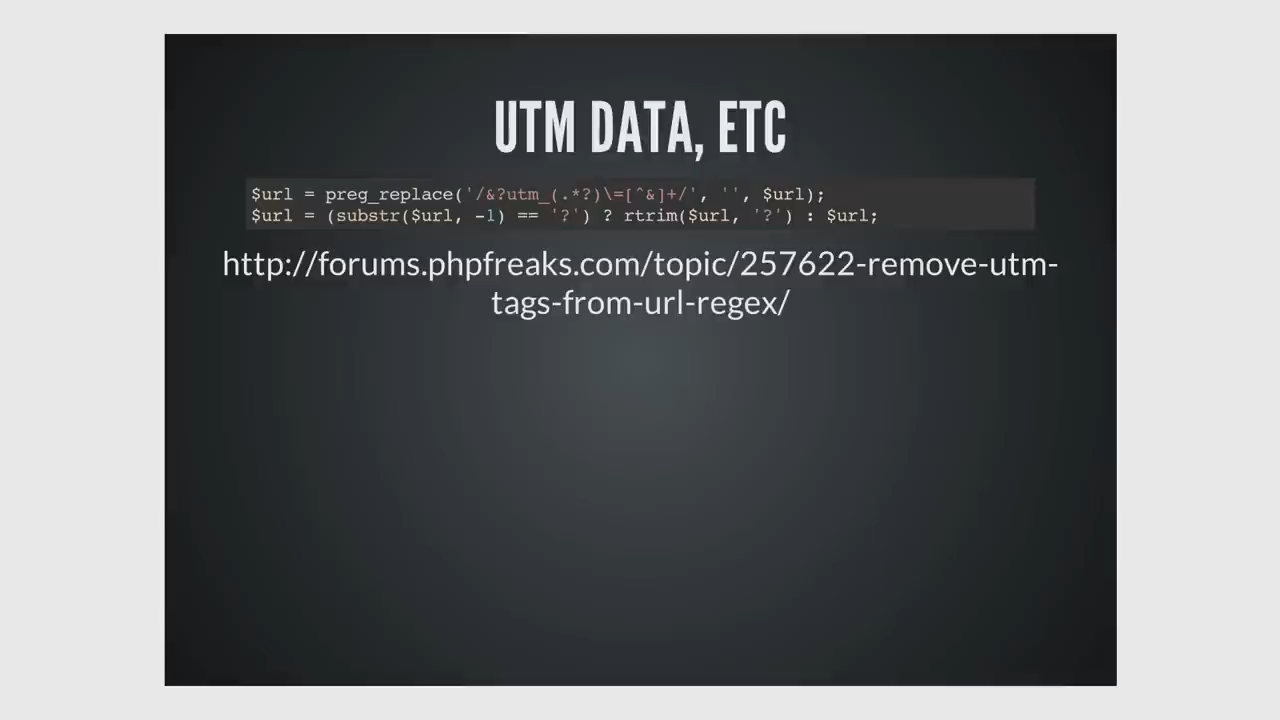 UTM DATA, ETC
$url = preg_replace('/&?utm_(.*?)\=[^&]+/', '', $url);
$url = (substr($url, -1) == '?') ? rtrim($url, '?') : $url;
http://forums.phpfreaks.com/topic/257622-remove-utm-
tags-from-url-regex/